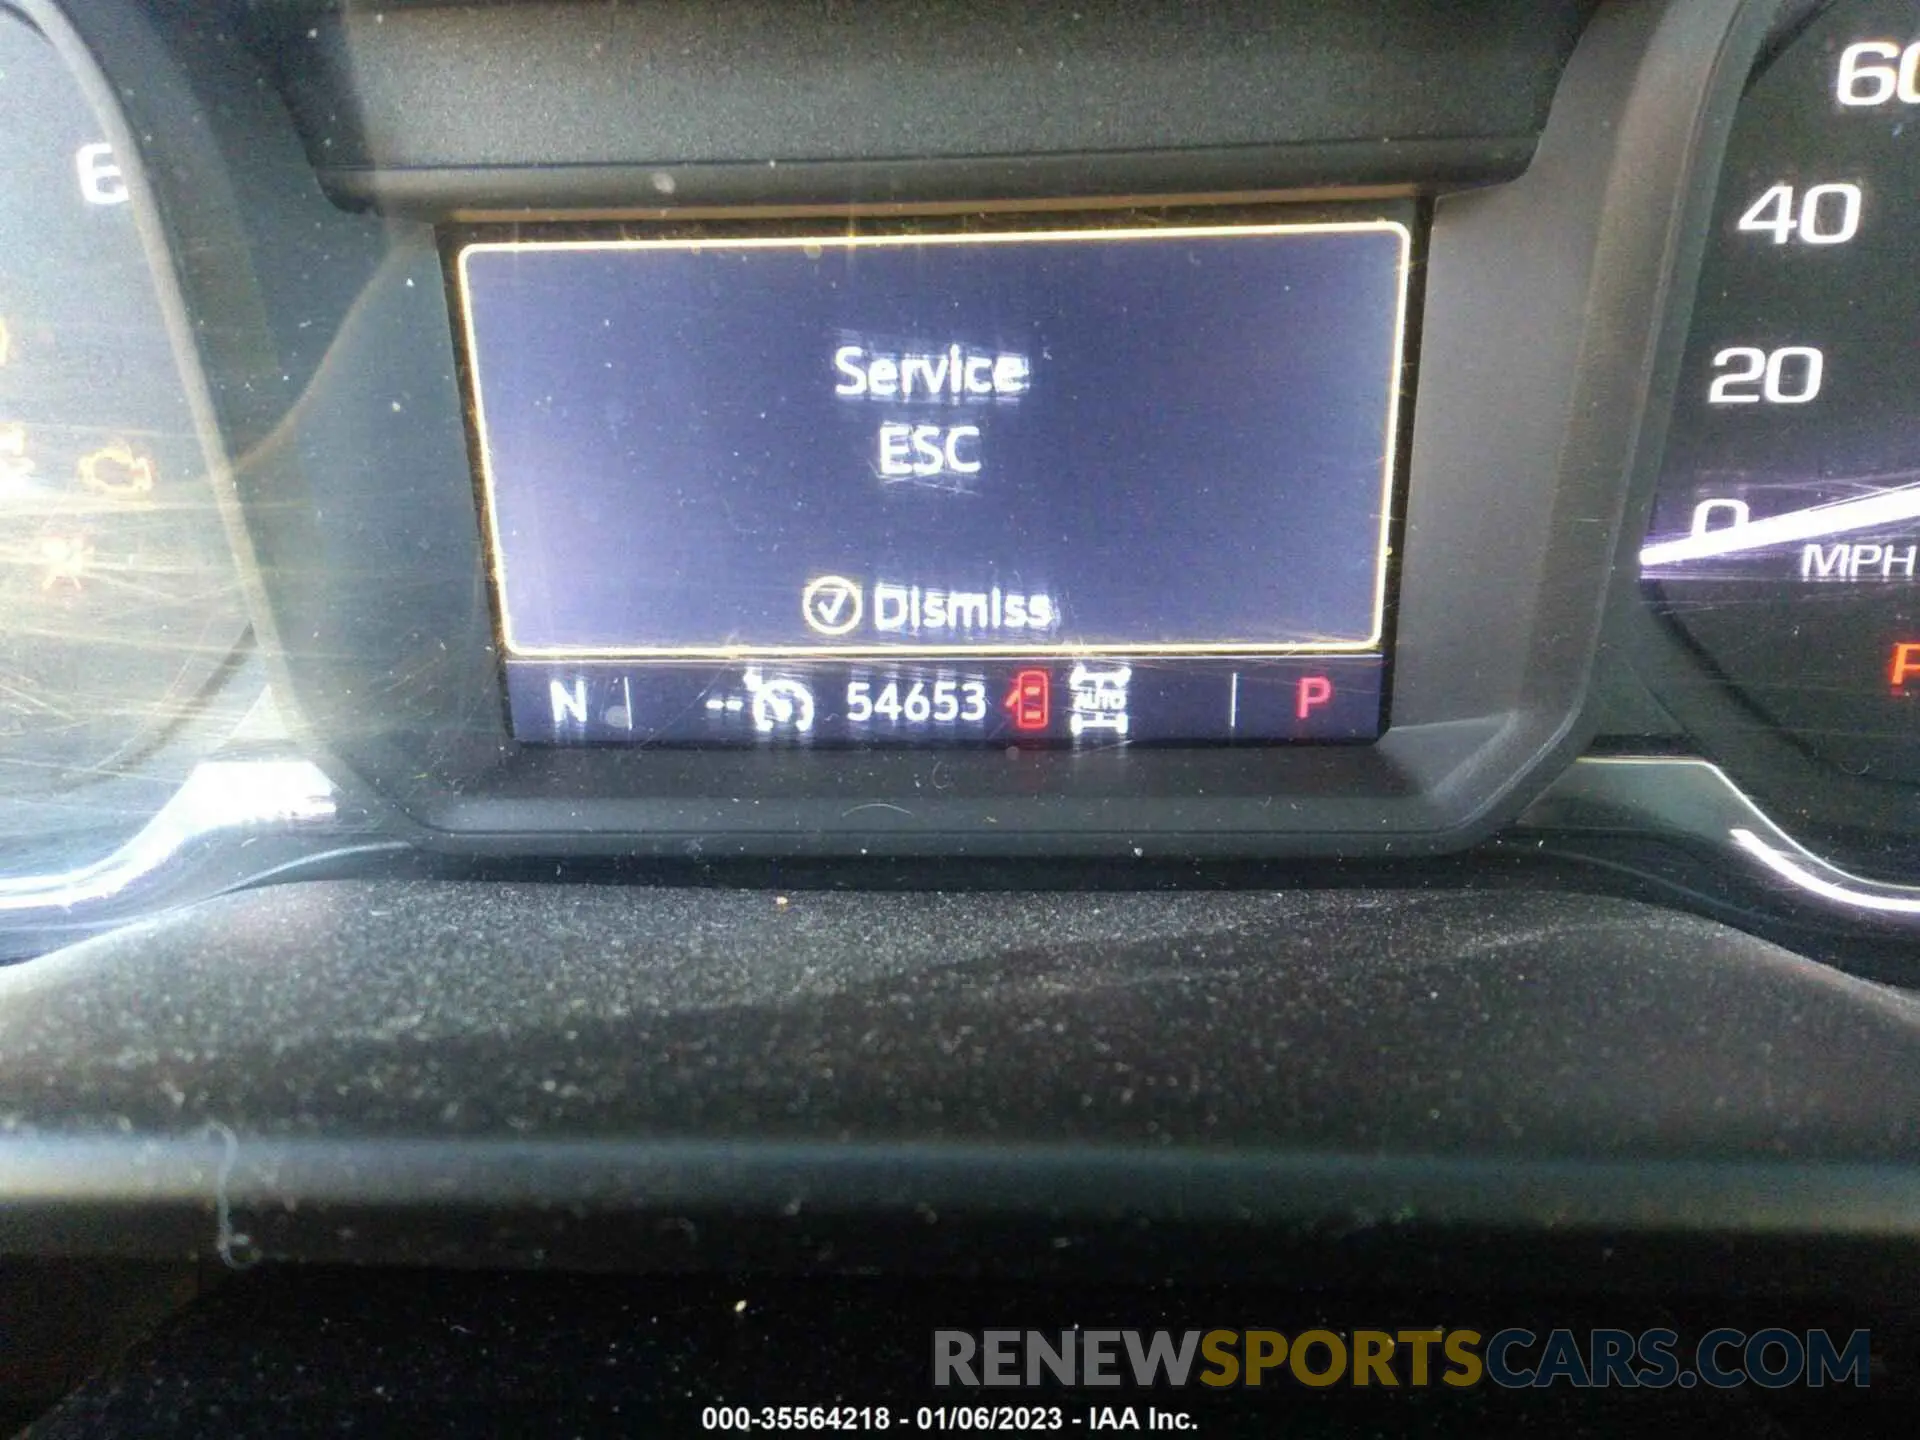 6
60
40
20
0
MPH
Service
ESC
Dismiss
N -- 54653 AUTO P
RENEWSPORTSCARS.COM
000-35564218 - 01/06/2023 - IAA Inc.